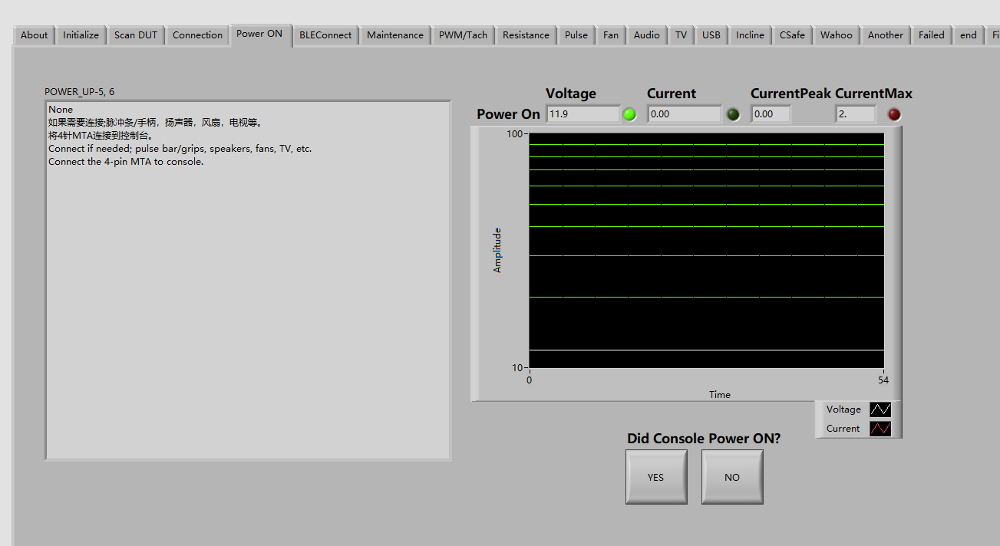 About Initialize Scan DUT Connection Power ON BLEConnect Maintenance PWM/Tach Resistance Pulse Fan Audio TV USB Incline CSafe Wahoo Another Failed end Fi
POWER_UP-5, 6
None
如果需要连接;脉冲条/手柄，扬声器，风扇，电视等。
将4针MTA连接到控制台。
Connect if needed; pulse bar/grips, speakers, fans, TV, etc.
Connect the 4-pin MTA to console.
Voltage Current CurrentPeak CurrentMax
Power On 11.9 0.00 0.00 2.
100
Amplitude
10
0 54
Time
Voltage
Current
Did Console Power ON?
YES NO